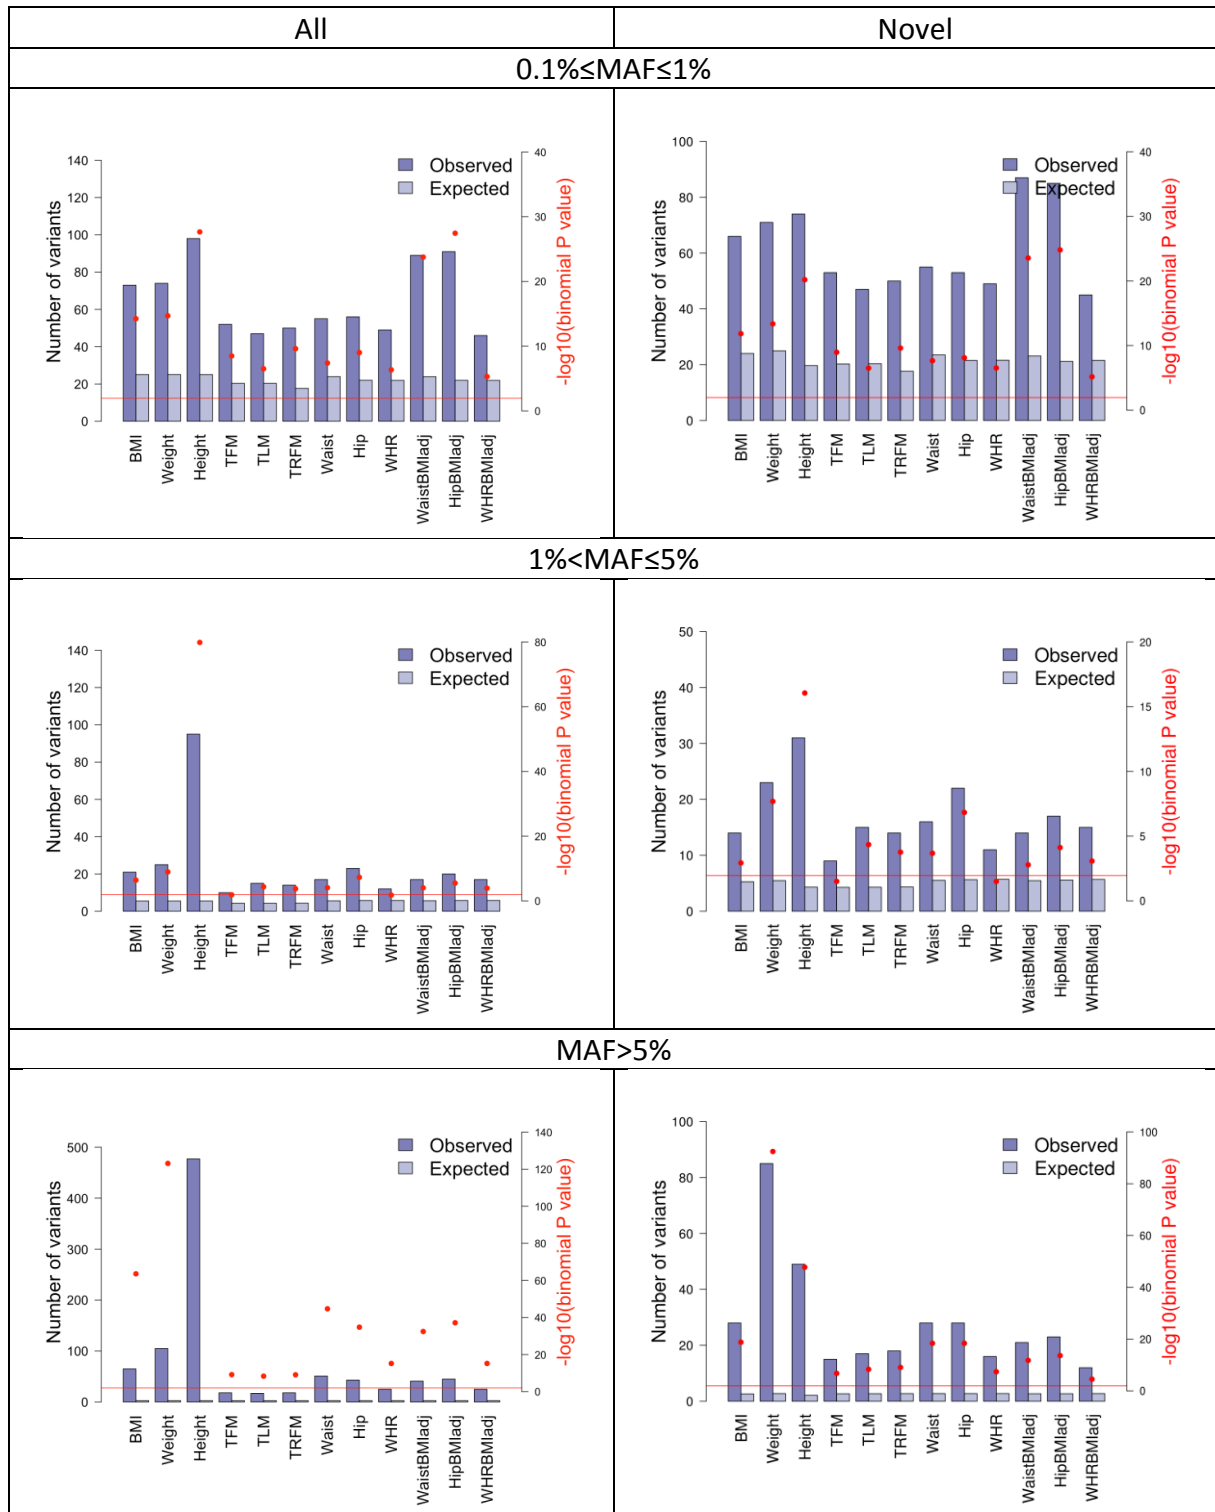 All
Novel
0.1%≤MAF≤1%
Number of variants
140
120
100
80
60
40
20
0
Observed
Expected
40
30
20
10
0
-log10(binomial P value)
BMI
Weight
Height
TFM
TLM
TRFM
Waist
Hip
WHR
WaistBMIadj
HipBMIadj
WHRBMIadj
Number of variants
100
80
60
40
20
0
Observed
Expected
40
30
20
10
0
-log10(binomial P value)
BMI
Weight
Height
TFM
TLM
TRFM
Waist
Hip
WHR
WaistBMIadj
HipBMIadj
WHRBMIadj
1%<MAF≤5%
Number of variants
140
120
100
80
60
40
20
0
Observed
Expected
80
60
40
20
0
-log10(binomial P value)
BMI
Weight
Height
TFM
TLM
TRFM
Waist
Hip
WHR
WaistBMIadj
HipBMIadj
WHRBMIadj
Number of variants
50
40
30
20
10
0
Observed
Expected
20
15
10
5
0
-log10(binomial P value)
BMI
Weight
Height
TFM
TLM
TRFM
Waist
Hip
WHR
WaistBMIadj
HipBMIadj
WHRBMIadj
MAF>5%
Number of variants
500
400
300
200
100
0
Observed
Expected
140
120
100
80
60
40
20
0
-log10(binomial P value)
BMI
Weight
Height
TFM
TLM
TRFM
Waist
Hip
WHR
WaistBMIadj
HipBMIadj
WHRBMIadj
Number of variants
100
80
60
40
20
0
Observed
Expected
100
80
60
40
20
0
-log10(binomial P value)
BMI
Weight
Height
TFM
TLM
TRFM
Waist
Hip
WHR
WaistBMIadj
HipBMIadj
WHRBMIadj